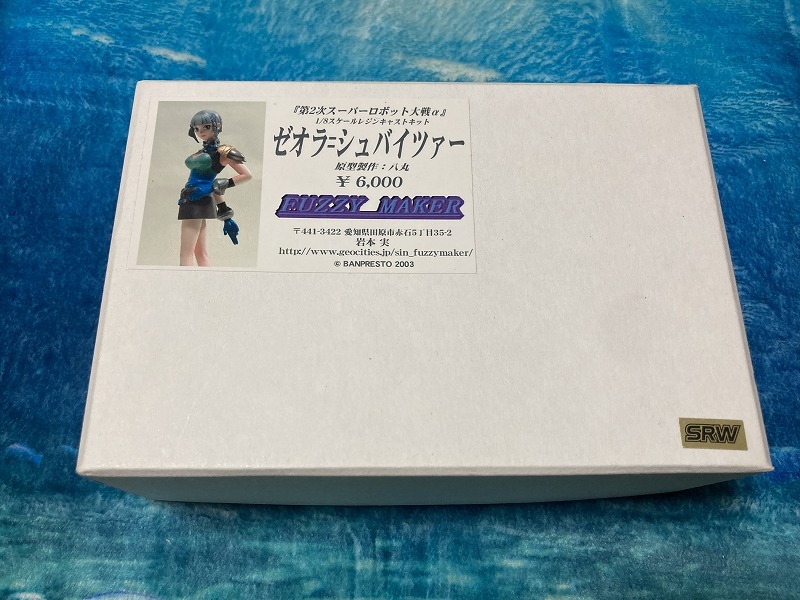 『第2次スーパーロボット大戦α』
1/8スケールレジンキャストキット
ゼオラ=シュバイツァー
原型製作：八丸
¥ 6,000
FUZZY MAKER
〒441-3422 愛知県田原市赤石5丁目35-2
岩本 実
http://www.geocities.jp/sin_fuzzymaker/
© BANPRESTO 2003
SRW